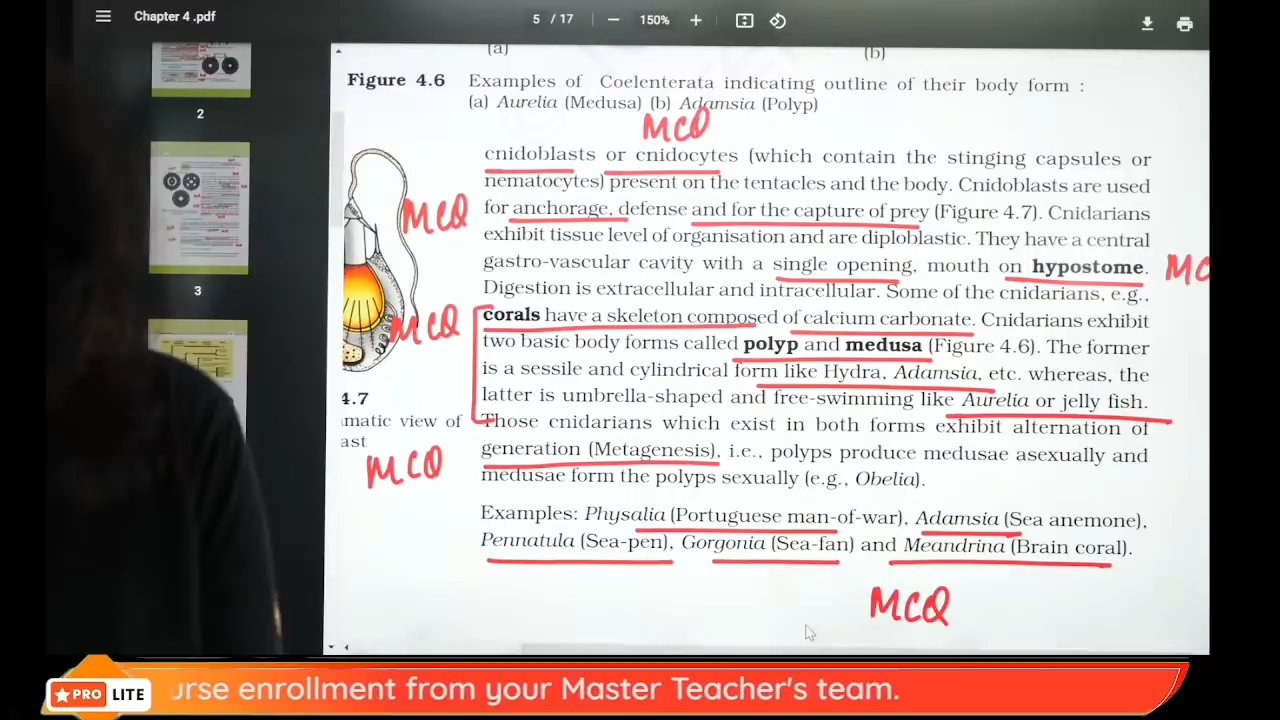 Chapter 4 .pdf
5 / 17
150%
2
3
(a) (b)
Figure 4.6 Examples of Coelenterata indicating outline of their body form :
(a) Aurelia (Medusa) (b) Adamsia (Polyp)
MCQ
cnidoblasts or cnidocytes (which contain the stinging capsules or
nematocytes) present on the tentacles and the body. Cnidoblasts are used
MCQ
for anchorage, defense and for the capture of prey (Figure 4.7). Cnidarians
exhibit tissue level of organisation and are diploblastic. They have a central
gastro-vascular cavity with a single opening, mouth on hypostome.
MC
Digestion is extracellular and intracellular. Some of the cnidarians, e.g.,
MCQ
corals have a skeleton composed of calcium carbonate. Cnidarians exhibit
two basic body forms called polyp and medusa (Figure 4.6). The former
is a sessile and cylindrical form like Hydra, Adamsia, etc. whereas, the
latter is umbrella-shaped and free-swimming like Aurelia or jelly fish.
Those cnidarians which exist in both forms exhibit alternation of
generation (Metagenesis), i.e., polyps produce medusae asexually and
medusae form the polyps sexually (e.g., Obelia).
4.7
matic view of
ast
MCQ
Examples: Physalia (Portuguese man-of-war), Adamsia (Sea anemone),
Pennatula (Sea-pen), Gorgonia (Sea-fan) and Meandrina (Brain coral).
MCQ
PRO LITE
urse enrollment from your Master Teacher's team.